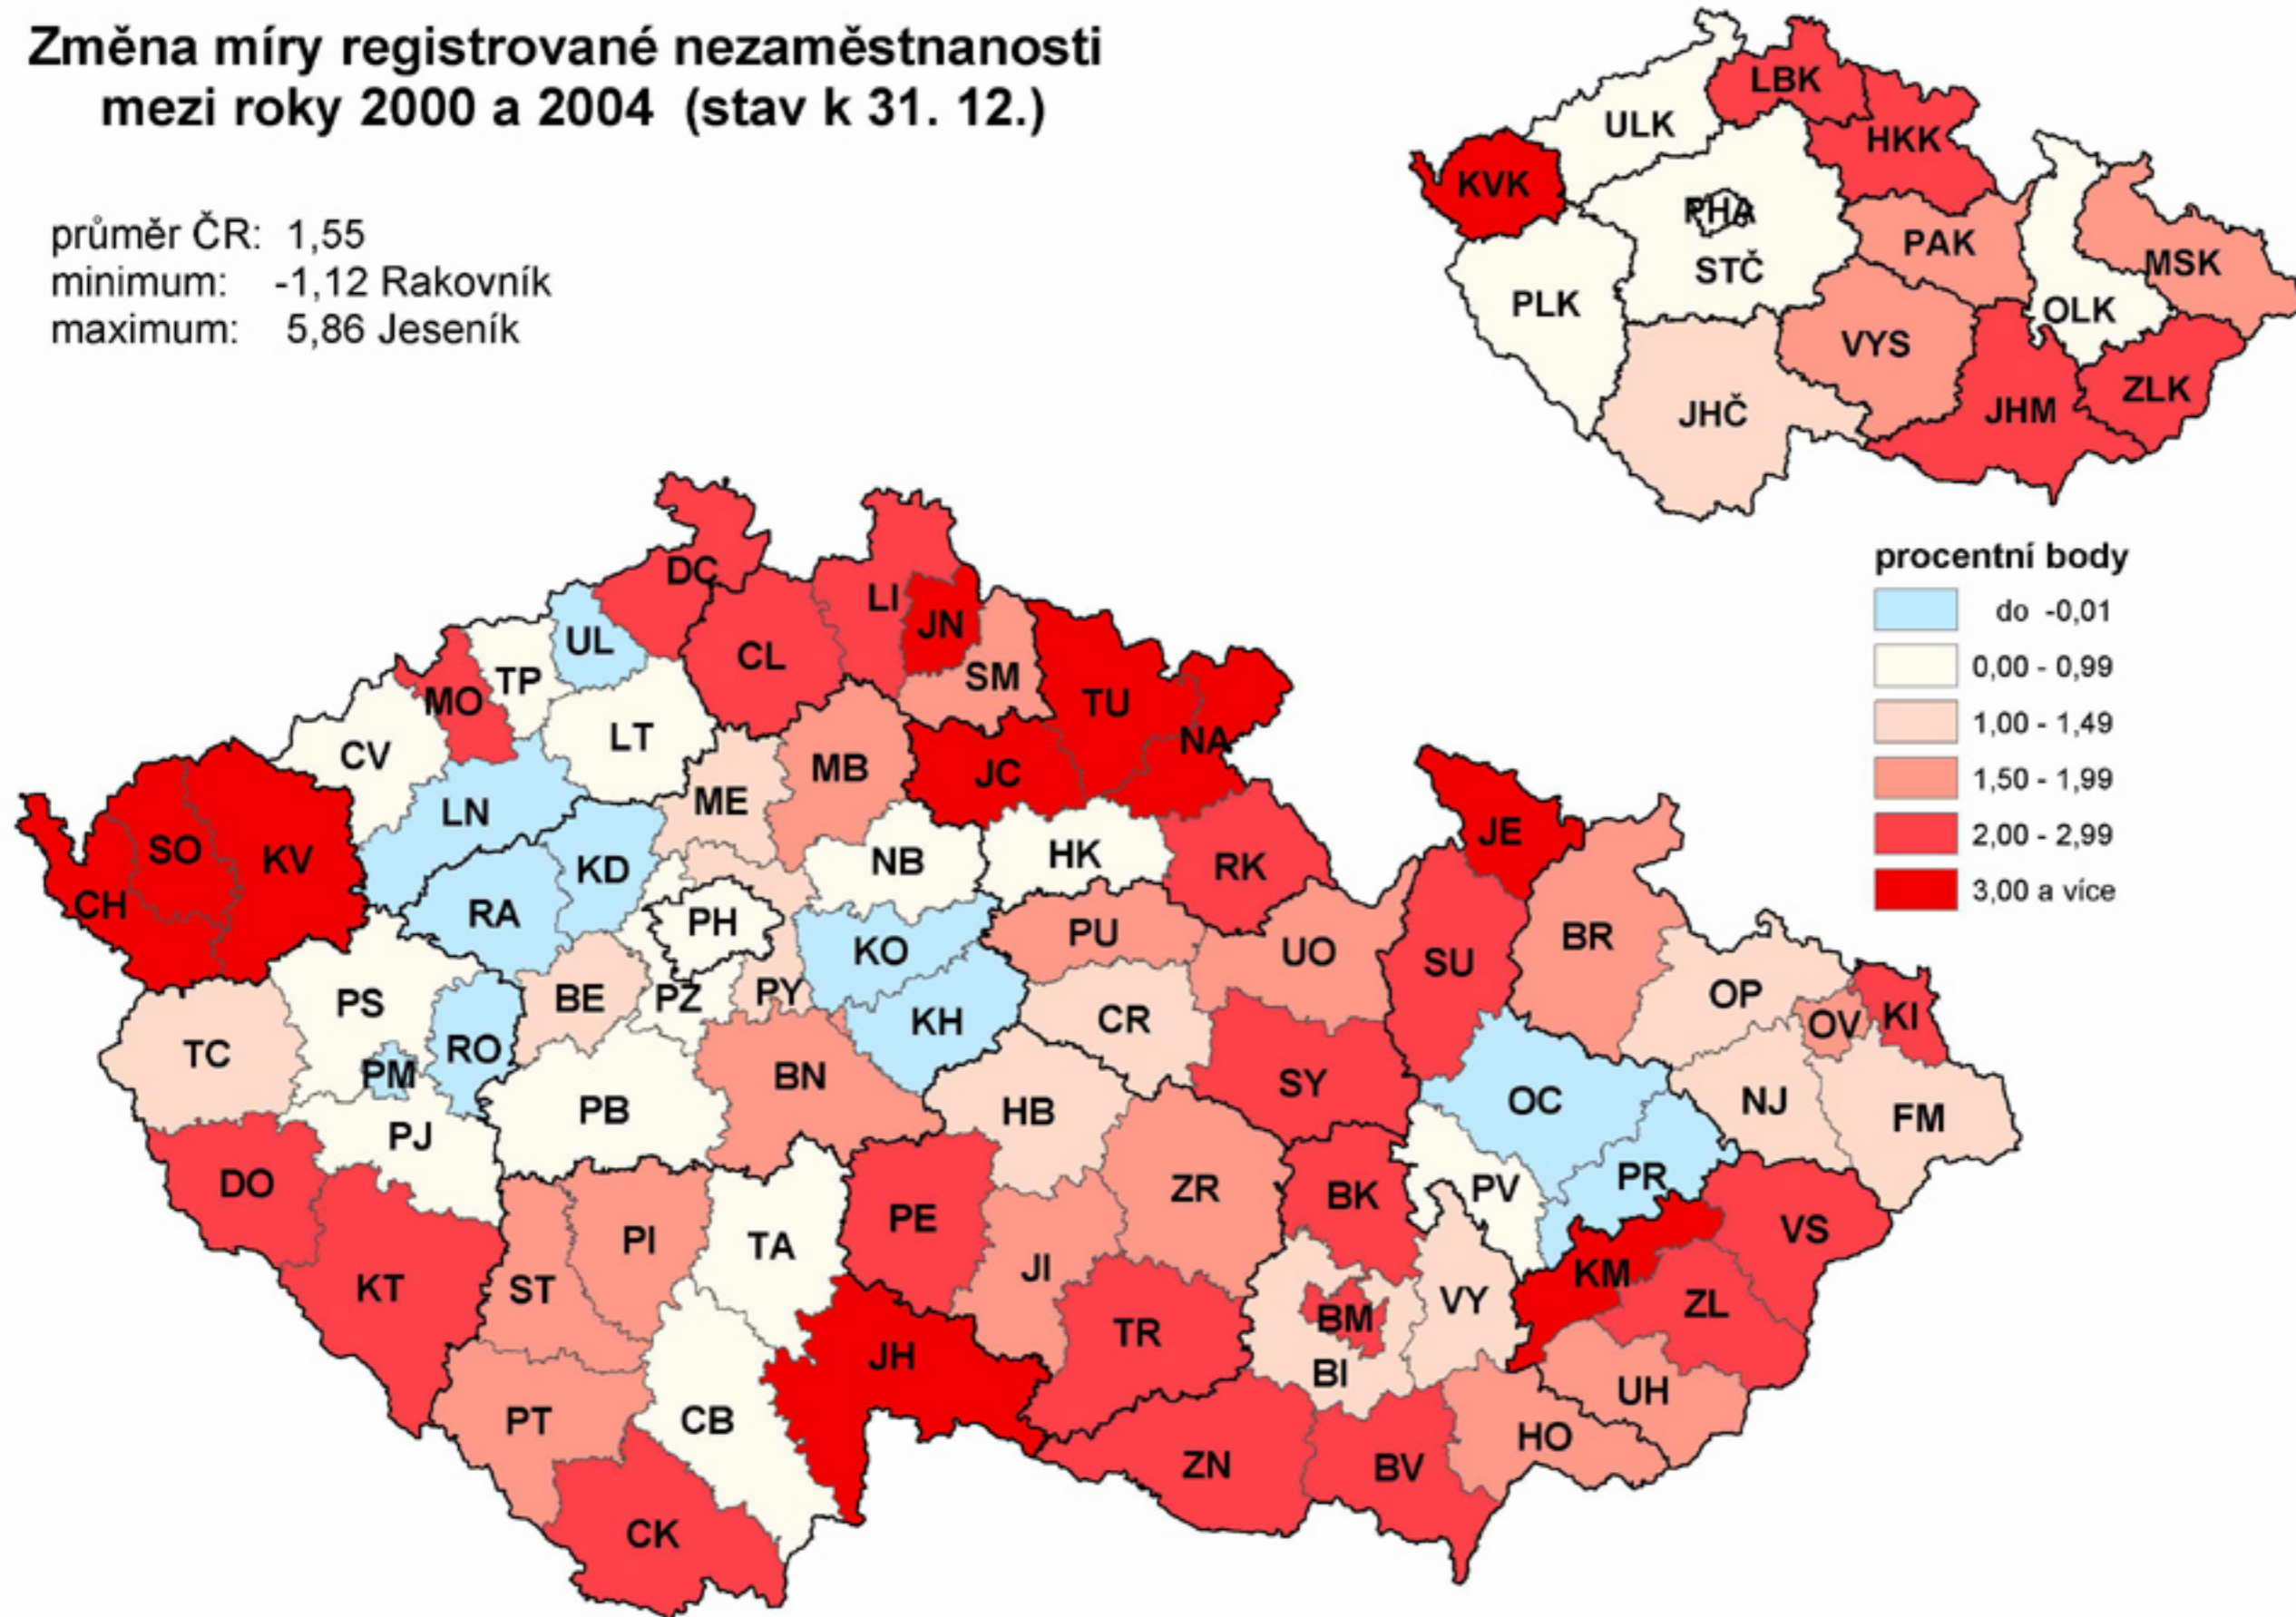 Změna míry registrované nezaměstnanosti
mezi roky 2000 a 2004 (stav k 31. 12.)
průměr ČR: 1,55
minimum: -1,12 Rakovník
maximum: 5,86 Jeseník
LBK
ULK
HKK
KVK
PHA
PAK
STČ
MSK
PLK
OLK
VYS
ZLK
JHČ
JHM
procentní body
do -0,01
0,00 - 0,99
1,00 - 1,49
1,50 - 1,99
2,00 - 2,99
3,00 a více
DC
LI
JN
UL
CL
TP
SM
MO
TU
LT
NA
CV
MB
JC
ME
LN
JE
SO
KV
HK
NB
RK
KD
CH
RA
PH
PU
BR
KO
UO
SU
PS
BE
PZ
PY
OP
KH
CR
OV
KI
TC
RO
PM
BN
SY
OC
NJ
PB
HB
FM
PJ
DO
ZR
PR
BK
PV
PE
VS
PI
TA
JI
KM
KT
ST
VY
ZL
BM
TR
JH
BI
UH
PT
CB
HO
ZN
BV
CK